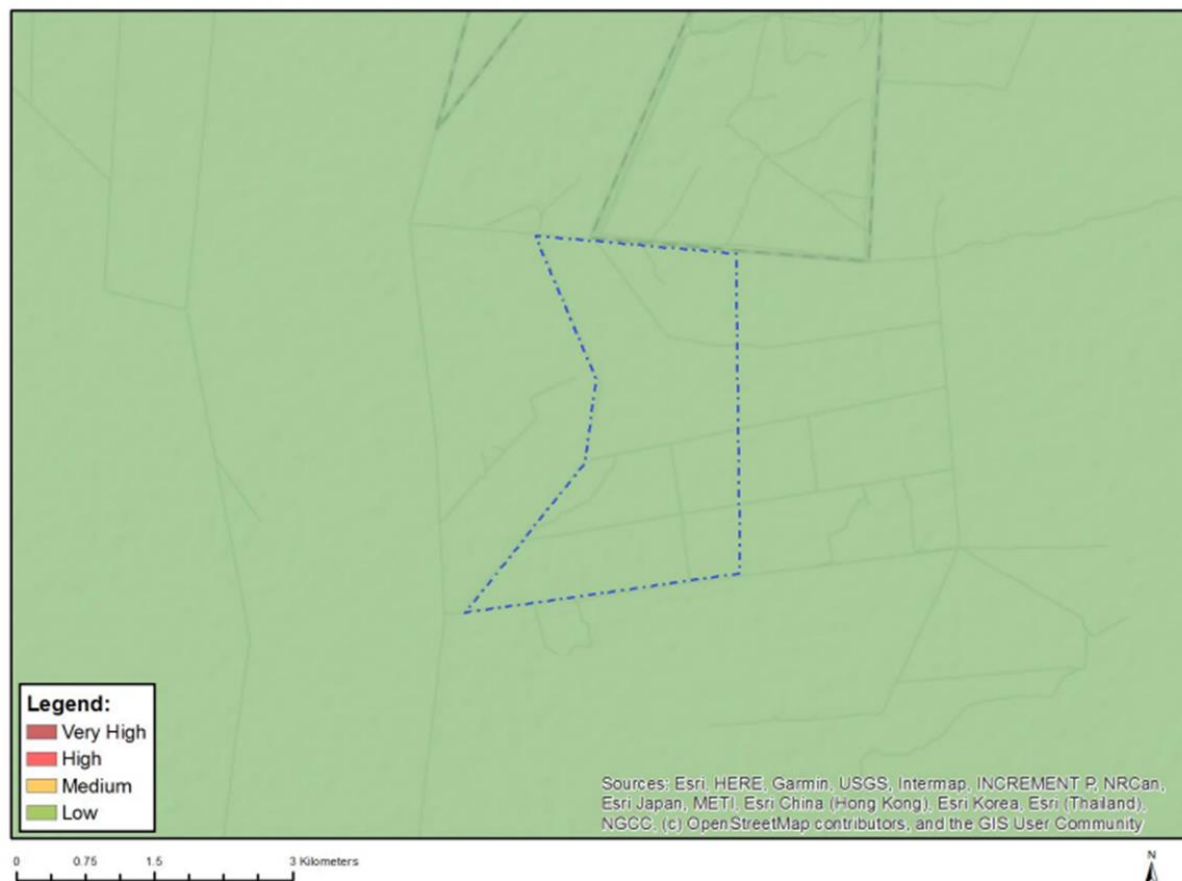 Legend:
Very High
High
Medium
Low
Sources: Esri, HERE, Garmin, USGS, Intermap, INCREMENT P, NRCan,
Esri Japan, METI, Esri China (Hong Kong), Esri Korea, Esri (Thailand),
NGCC, (c) OpenStreetMap contributors, and the GIS User Community
0 0.75 1.5 3 Kilometers
N